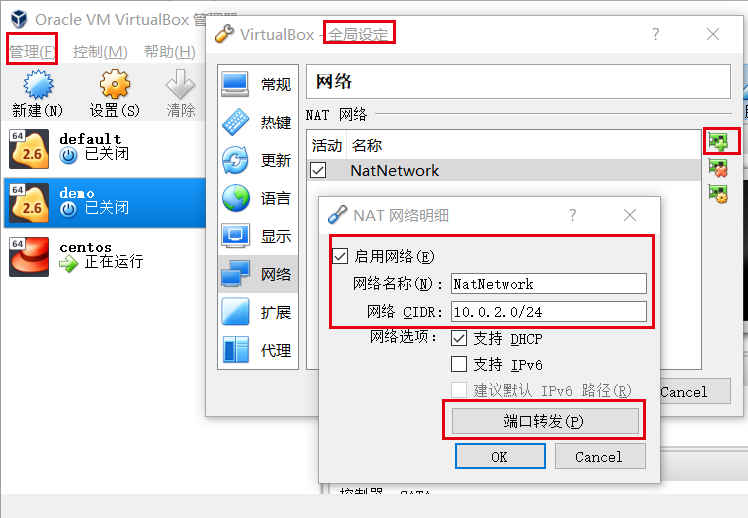 Oracle VM VirtualBox 管理器
管理(F) 控制(M) 帮助(H)
新建(N) 设置(S) 清除
64
2.6
default
已关闭
64
2.6
demo
已关闭
64
centos
正在运行
VirtualBox - 全局设定
?
常规
热键
更新
语言
显示
网络
扩展
代理
网络
NAT 网络
活动 名称
NatNetwork
Cancel
NAT 网络明细
?
启用网络(E)
网络名称(N): NatNetwork
网络 CIDR: 10.0.2.0/24
网络选项: 支持 DHCP
支持 IPv6
建议默认 IPv6 路径(R)
端口转发(P)
OK Cancel
控制器 SATA